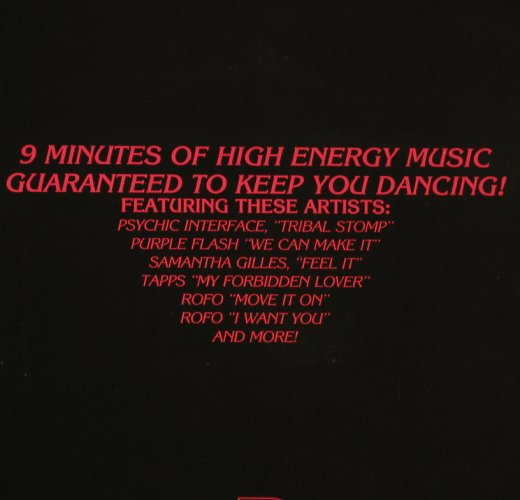 9 MINUTES OF HIGH ENERGY MUSIC
GUARANTEED TO KEEP YOU DANCING!
FEATURING THESE ARTISTS:
PSYCHIC INTERFACE, “TRIBAL STOMP”
PURPLE FLASH “WE CAN MAKE IT”
SAMANTHA GILLES, “FEEL IT”
TAPPS “MY FORBIDDEN LOVER”
ROFO “MOVE IT ON”
ROFO “I WANT YOU”
AND MORE!